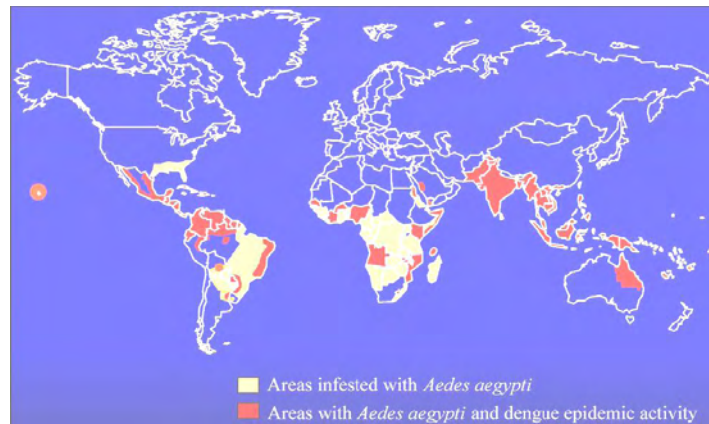 Areas infested with Aedes aegypti
Areas with Aedes aegypti and dengue epidemic activity